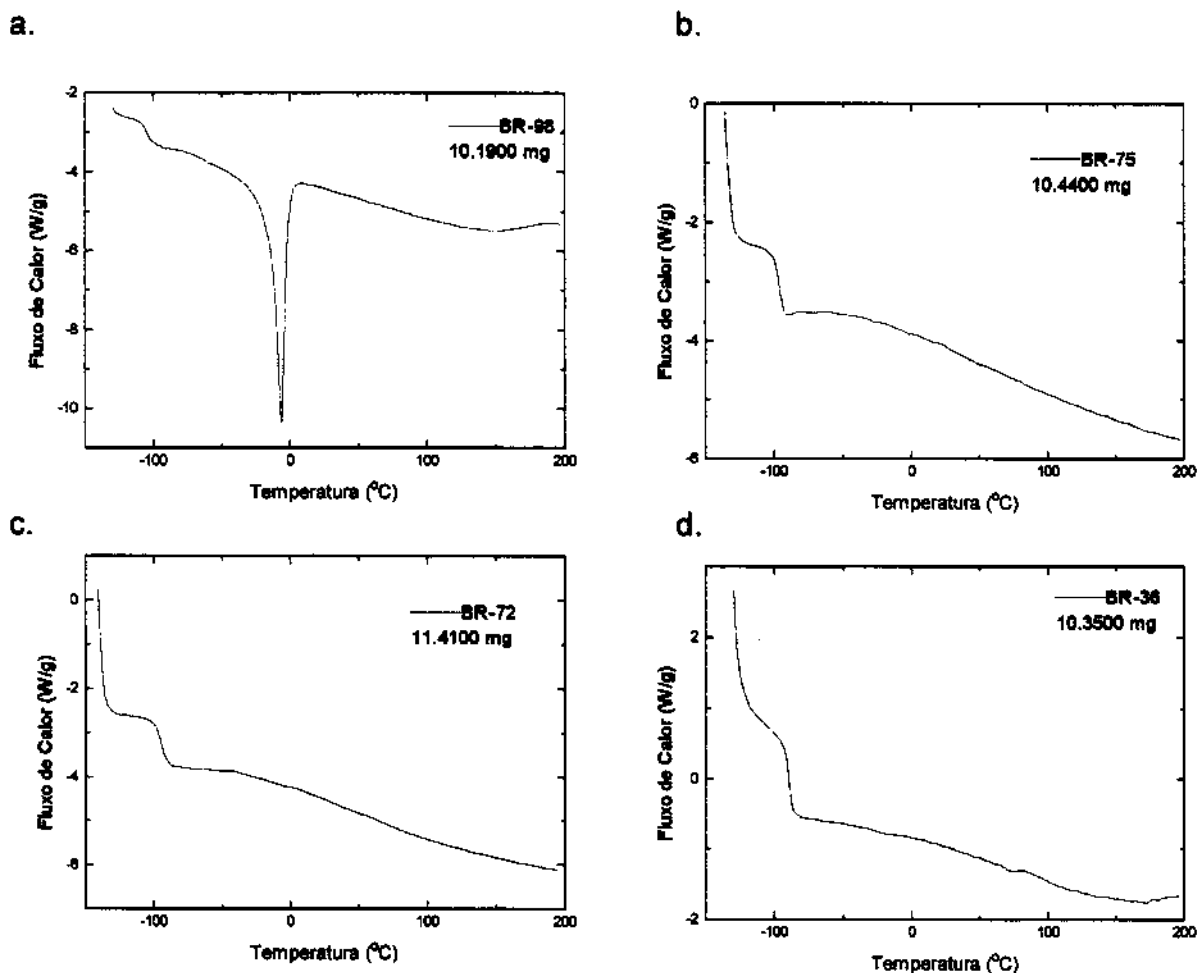 a.
-2
-4
-6
-8
-10
Fluxo de Calor (W/g)
BR-98
10.1900 mg
-100
0
100
200
Temperatura (°C)
b.
0
-2
-4
-6
Fluxo de Calor (W/g)
BR-75
10.4400 mg
-100
0
100
200
Temperatura (°C)
c.
0
-2
-4
-6
Fluxo de Calor (W/g)
BR-72
11.4100 mg
-100
0
100
200
Temperatura (°C)
d.
2
0
-2
Fluxo de Calor (W/g)
BR-36
10.3500 mg
-100
0
100
200
Temperatura (°C)